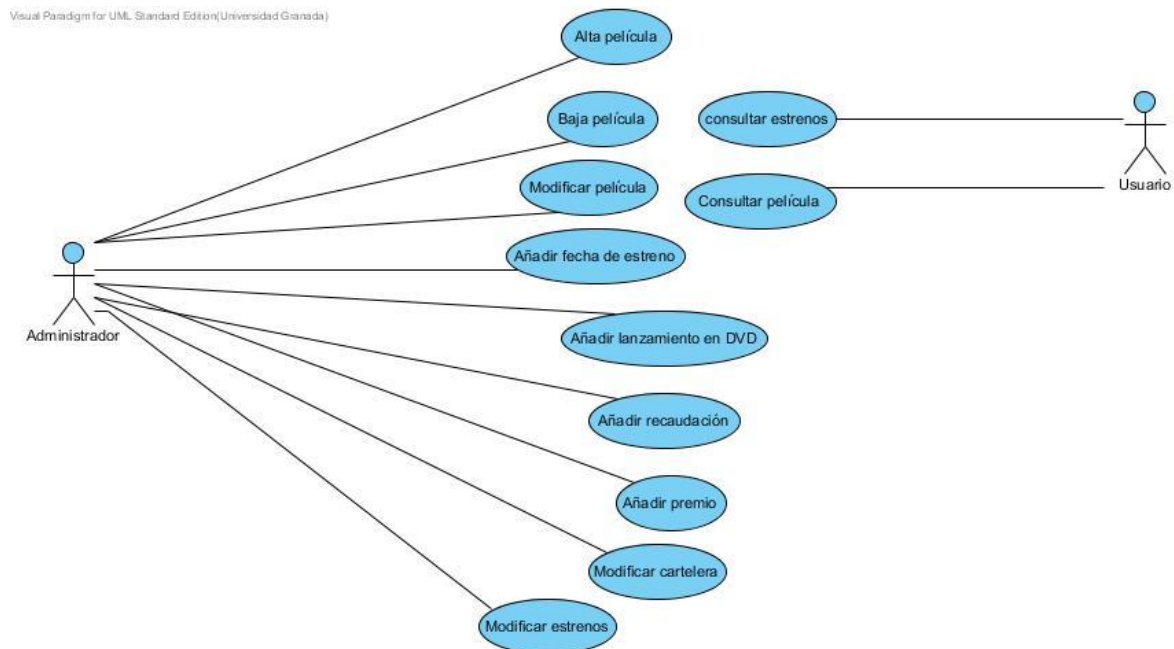 Visual Paradigm for UML Standard Edition(Universidad Granada)
Alta película
Baja película
consultar estrenos
Modificar película
Consultar película
Usuario
Añadir fecha de estreno
Administrador
Añadir lanzamiento en DVD
Añadir recaudación
Añadir premio
Modificar cartelera
Modificar estrenos